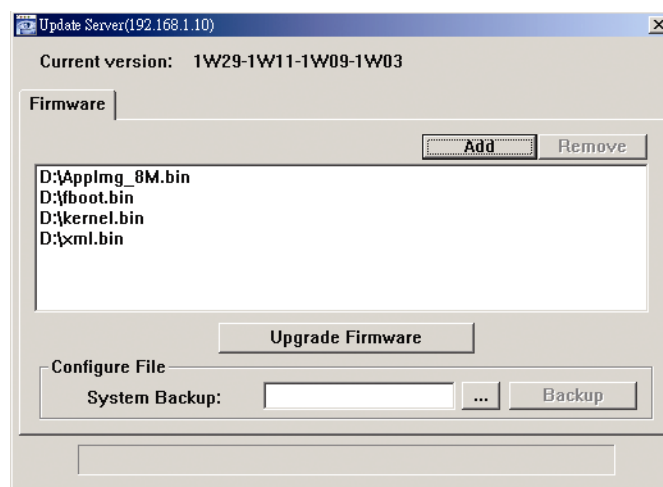 Update Server(192.168.1.10)
Current version: 1W29-1W11-1W09-1W03
Firmware
Add Remove
D:\AppImg_8M.bin
D:\fboot.bin
D:\kernel.bin
D:\xml.bin
Upgrade Firmware
Configure File
System Backup: ... Backup